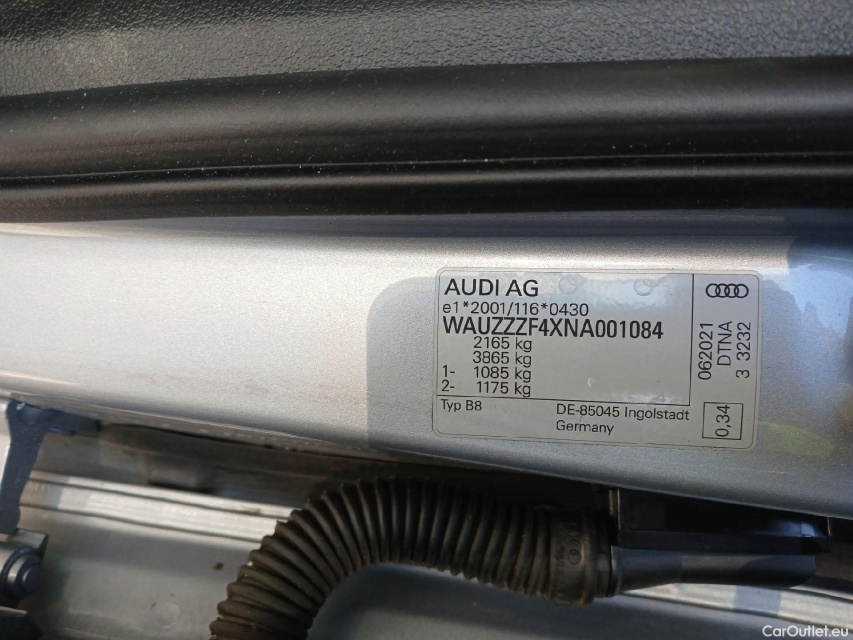 AUDI AG
e1*2001/116*0430
WAUZZZF4XNA001084
2165 kg
3865 kg
1- 1085 kg
2- 1175 kg
Typ B8
DE-85045 Ingolstadt
Germany
062021
DTNA
3 3232
0,34
CarOutlet.eu